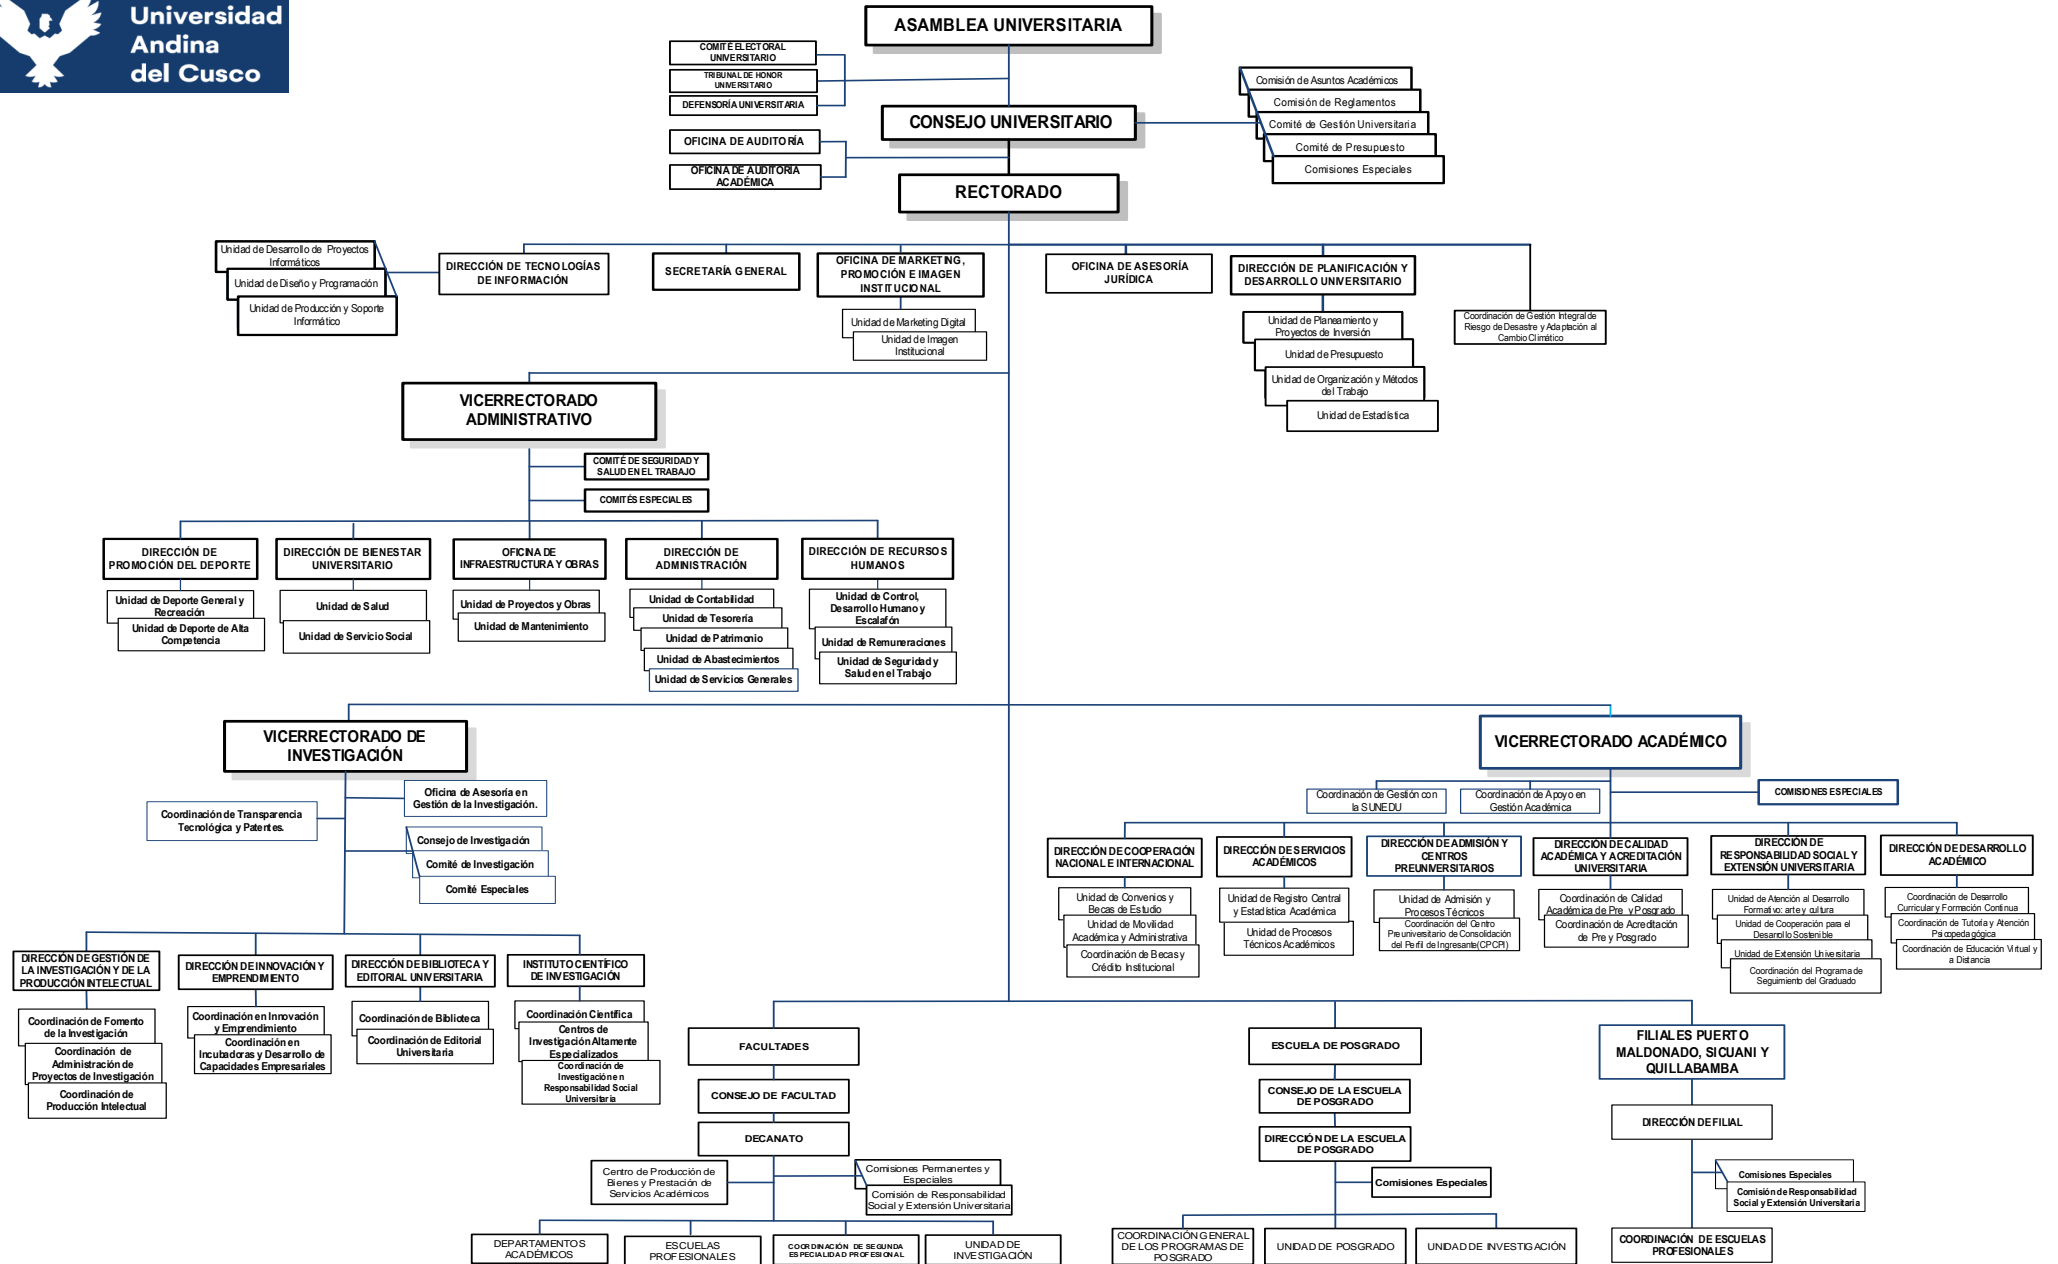 Universidad
Andina
del Cusco
ASAMBLEA UNIVERSITARIA
COMITÉ ELECTORAL
UNIVERSITARIO
TRIBUNAL DE HONOR
UNIVERSITARIO
DEFENSORÍA UNIVERSITARIA
Comisión de Asuntos Académicos
Comisión de Reglamentos
Comité de Gestión Universitaria
Comité de Presupuesto
Comisiones Especiales
CONSEJO UNIVERSITARIO
OFICINA DE AUDITORÍA
OFICINA DE AUDITORÍA
ACADÉMICA
RECTORADO
Unidad de Desarrollo de Proyectos
Informáticos
Unidad de Diseño y Programación
Unidad de Producción y Soporte
Informático
DIRECCIÓN DE TECNOLOGÍAS
DE INFORMACIÓN
SECRETARÍA GENERAL
OFICINA DE MARKETING,
PROMOCIÓN E IMAGEN
INSTITUCIONAL
Unidad de Marketing Digital
Unidad de Imagen
Institucional
OFICINA DE ASESORÍA
JURÍDICA
DIRECCIÓN DE PLANIFICACIÓN Y
DESARROLLO UNIVERSITARIO
Unidad de Planeamiento y
Proyectos de Inversión
Unidad de Presupuesto
Unidad de Organización y Métodos
del Trabajo
Unidad de Estadística
Coordinación de Gestión Integral de
Riesgo de Desastre y Adaptación al
Cambio Climático
VICERRECTORADO
ADMINISTRATIVO
COMITÉ DE SEGURIDAD Y
SALUD EN EL TRABAJO
COMITÉS ESPECIALES
DIRECCIÓN DE
PROMOCIÓN DEL DEPORTE
Unidad de Deporte General y
Recreación
Unidad de Deporte de Alta
Competencia
DIRECCIÓN DE BIENESTAR
UNIVERSITARIO
Unidad de Salud
Unidad de Servicio Social
OFICINA DE
INFRAESTRUCTURA Y OBRAS
Unidad de Proyectos y Obras
Unidad de Mantenimiento
DIRECCIÓN DE
ADMINISTRACIÓN
Unidad de Contabilidad
Unidad de Tesorería
Unidad de Patrimonio
Unidad de Abastecimientos
Unidad de Servicios Generales
DIRECCIÓN DE RECURSOS
HUMANOS
Unidad de Control,
Desarrollo Humano y
Escalafón
Unidad de Remuneraciones
Unidad de Seguridad y
Salud en el Trabajo
VICERRECTORADO DE
INVESTIGACIÓN
Oficina de Asesoría en
Gestión de la Investigación.
Coordinación de Transparencia
Tecnológica y Patentes.
Consejo de Investigación
Comité de Investigación
Comité Especiales
DIRECCIÓN DE GESTIÓN DE
LA INVESTIGACIÓN Y DE LA
PRODUCCIÓN INTELECTUAL
Coordinación de Fomento
de la Investigación
Coordinación de
Administración de
Proyectos de Investigación
Coordinación de
Producción Intelectual
DIRECCIÓN DE INNOVACIÓN Y
EMPRENDIMIENTO
Coordinación en Innovación
y Emprendimiento
Coordinación en
Incubadoras y Desarrollo de
Capacidades Empresariales
DIRECCIÓN DE BIBLIOTECA Y
EDITORIAL UNIVERSITARIA
Coordinación de Biblioteca
Coordinación de Editorial
Universitaria
INSTITUTO CIENTÍFICO
DE INVESTIGACIÓN
Coordinación Científica
Centros de
Investigación Altamente
Especializados
Coordinación de
Investigación en
Responsabilidad Social
Universitaria
VICERRECTORADO ACADÉMICO
Coordinación de Gestión con
la SUNEDU
Coordinación de Apoyo en
Gestión Académica
COMISIONES ESPECIALES
DIRECCIÓN DE COOPERACIÓN
NACIONAL E INTERNACIONAL
Unidad de Convenios y
Becas de Estudio
Unidad de Movilidad
Académica y Administrativa
Coordinación de Becas y
Crédito Institucional
DIRECCIÓN DE SERVICIOS
ACADÉMICOS
Unidad de Registro Central
y Estadística Académica
Unidad de Procesos
Técnicos Académicos
DIRECCIÓN DE ADMISIÓN Y
CENTROS
PREUNIVERSITARIOS
Unidad de Admisión y
Procesos Técnicos
Coordinación del Centro
Preuniversitario de Consolidación
del Perfil de Ingresante(CPCPI)
DIRECCIÓN DE CALIDAD
ACADÉMICA Y ACREDITACIÓN
UNIVERSITARIA
Coordinación de Calidad
Académica de Pre y Posgrado
Coordinación de Acreditación
de Pre y Posgrado
DIRECCIÓN DE
RESPONSABILIDAD SOCIAL Y
EXTENSIÓN UNIVERSITARIA
Unidad de Atención al Desarrollo
Formativo: arte y cultura
Unidad de Cooperación para el
Desarrollo Sostenible
Unidad de Extensión Universitaria
Coordinación del Programa de
Seguimiento del Graduado
DIRECCIÓN DE DESARROLLO
ACADÉMICO
Coordinación de Desarrollo
Curricular y Formación Continua
Coordinación de Tutoría y Atención
Psicopedagógica
Coordinación de Educación Virtual y
a Distancia
FACULTADES
CONSEJO DE FACULTAD
DECANATO
Centro de Producción de
Bienes y Prestación de
Servicios Académicos
Comisiones Permanentes y
Especiales
Comisión de Responsabilidad
Social y Extensión Universitaria
DEPARTAMENTOS
ACADÉMICOS
ESCUELAS
PROFESIONALES
COORDINACIÓN DE SEGUNDA
ESPECIALIDAD PROFESIONAL
UNIDAD DE
INVESTIGACIÓN
ESCUELA DE POSGRADO
CONSEJO DE LA ESCUELA
DE POSGRADO
DIRECCIÓN DE LA ESCUELA
DE POSGRADO
Comisiones Especiales
COORDINACIÓN GENERAL
DE LOS PROGRAMAS DE
POSGRADO
UNIDAD DE POSGRADO
UNIDAD DE INVESTIGACIÓN
FILIALES PUERTO
MALDONADO, SICUANI Y
QUILLABAMBA
DIRECCIÓN DE FILIAL
Comisiones Especiales
Comisión de Responsabilidad
Social y Extensión Universitaria
COORDINACIÓN DE ESCUELAS
PROFESIONALES